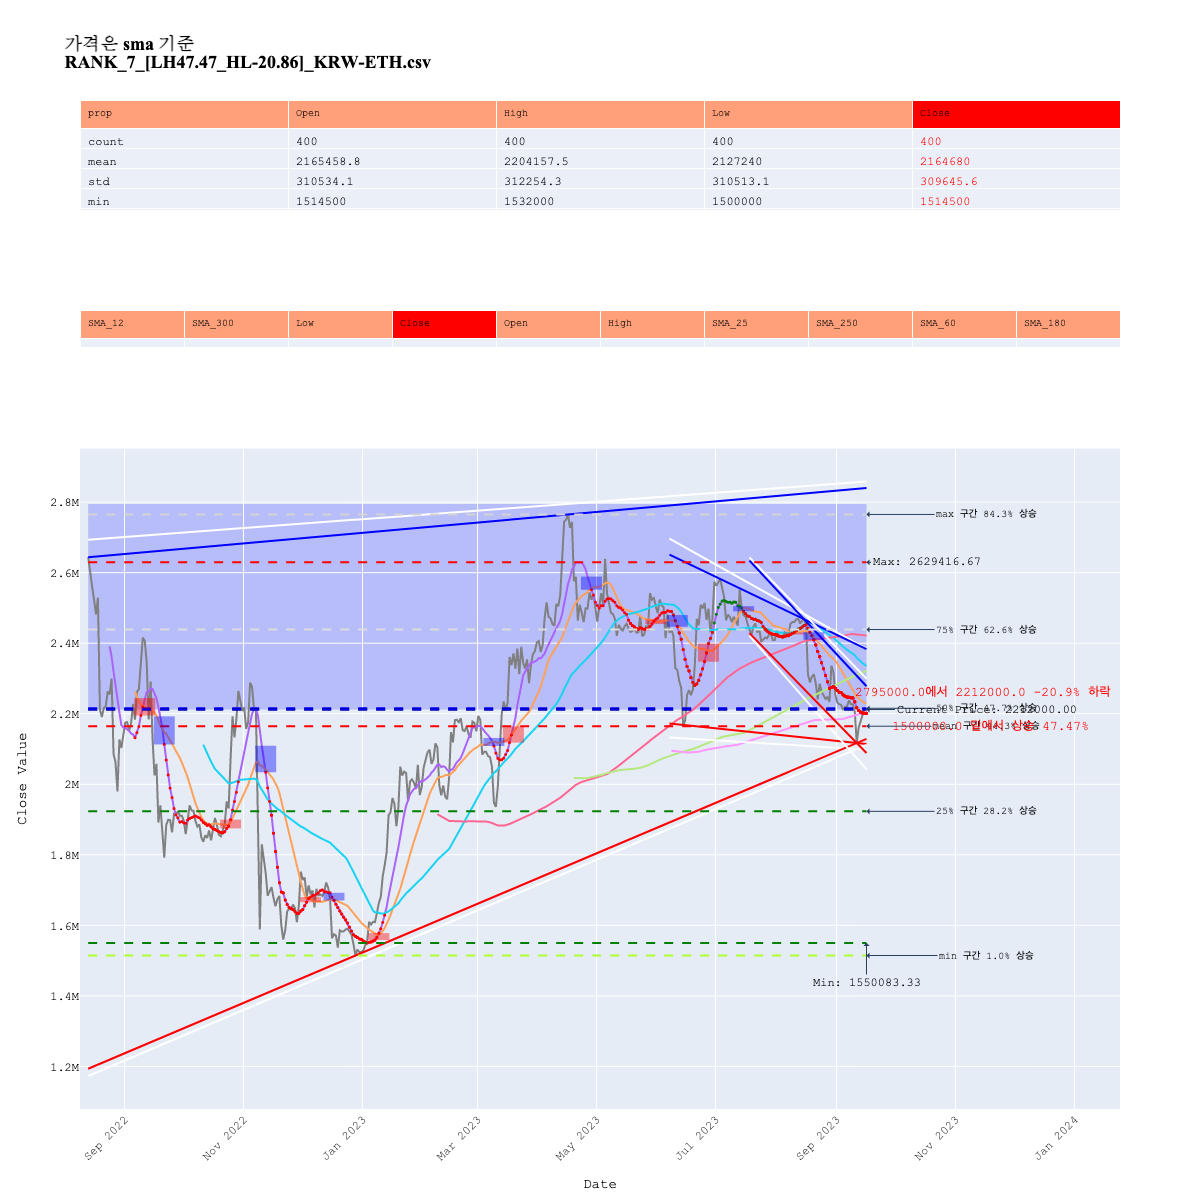 가격은 sma 기준
RANK_7_[LH47.47_HL-20.86]_KRW-ETH.csv
prop Open High Low Close
count 400 400 400 400
mean 2165458.8 2204157.5 2127240 2164680
std 310534.1 312254.3 310513.1 309645.6
min 1514500 1532000 1500000 1514500
SMA_12 SMA_300 Low Close Open High SMA_25 SMA_250 SMA_60 SMA_180
2.8M
max 구간 84.3% 상승
Max: 2629416.67
2.6M
2.4M
75% 구간 62.6% 상승
2795000.0에서 2212000.0 -20.9% 하락
2.2M
Current Price: 2212000.00
상승 47.47%
2M
25% 구간 28.2% 상승
1.8M
1.6M
min 구간 1.0% 상승
Min: 1550083.33
1.4M
1.2M
Close Value
Sep 2022 Nov 2022 Jan 2023 Mar 2023 May 2023 Jul 2023 Sep 2023 Nov 2023 Jan 2024
Date